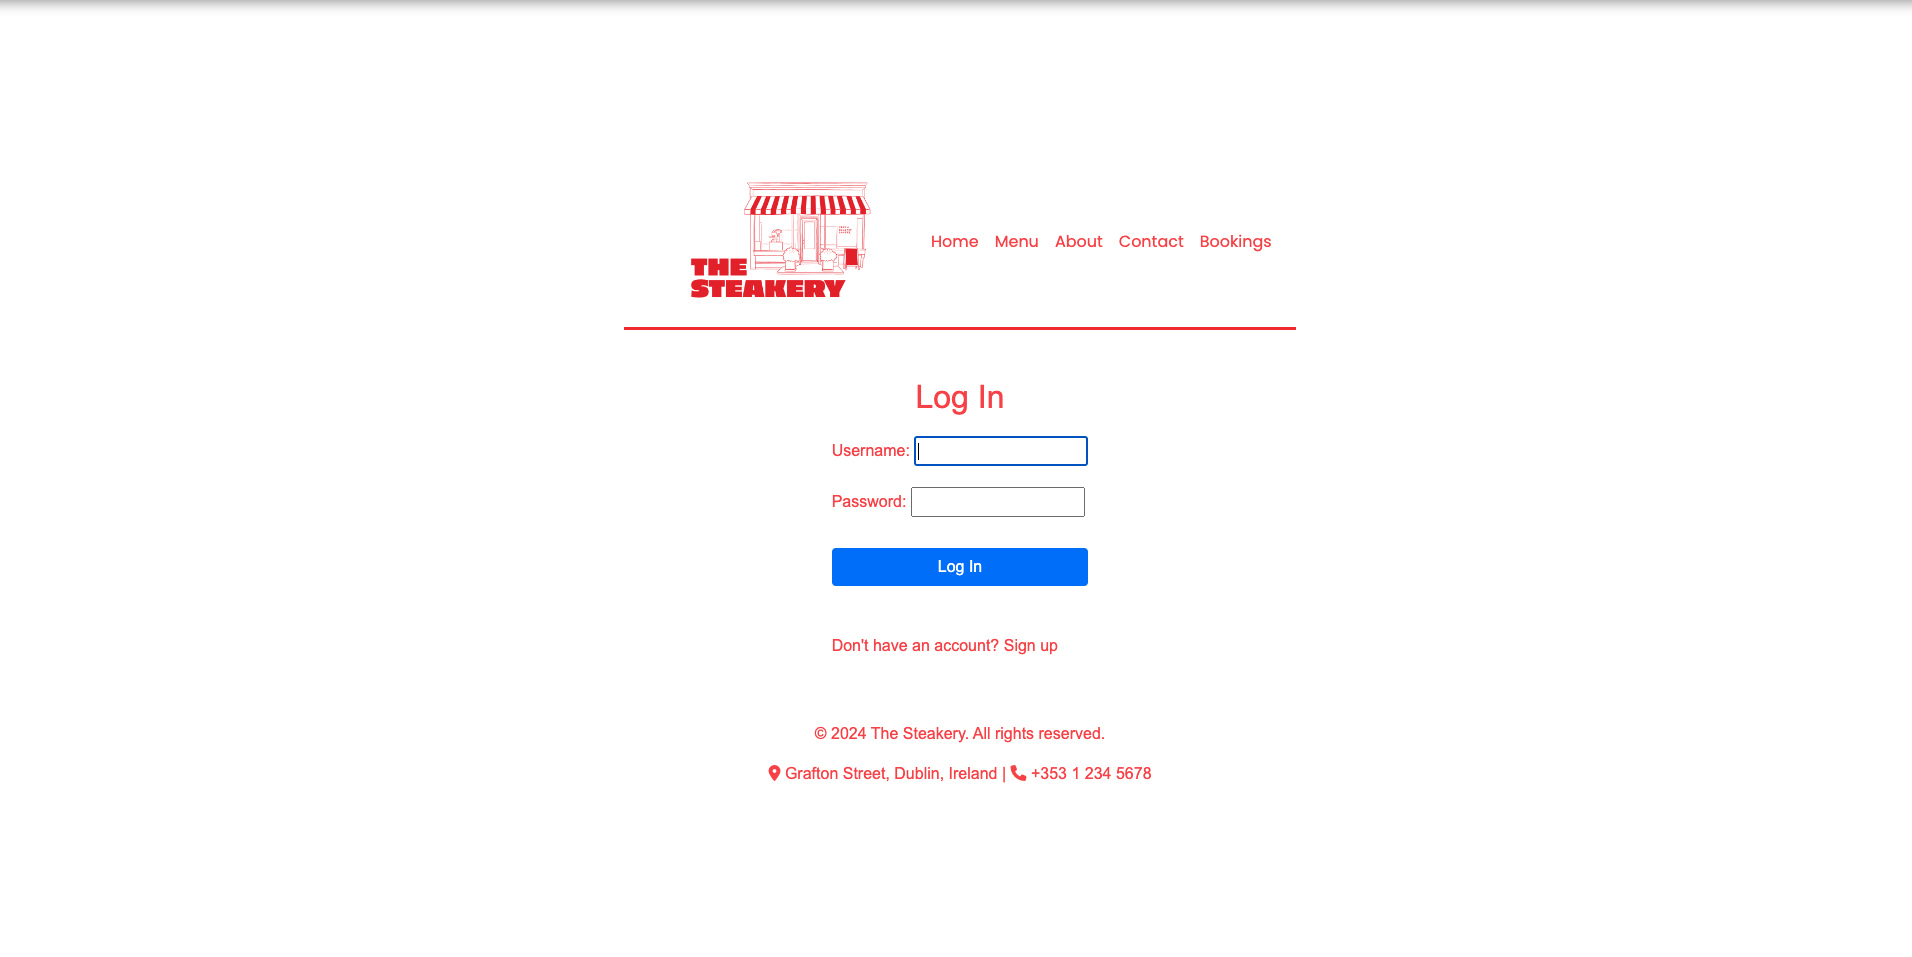 THE
STEAKERY
Home Menu About Contact Bookings
Log In
Username:
Password:
Log In
Don't have an account? Sign up
© 2024 The Steakery. All rights reserved.
Grafton Street, Dublin, Ireland | +353 1 234 5678